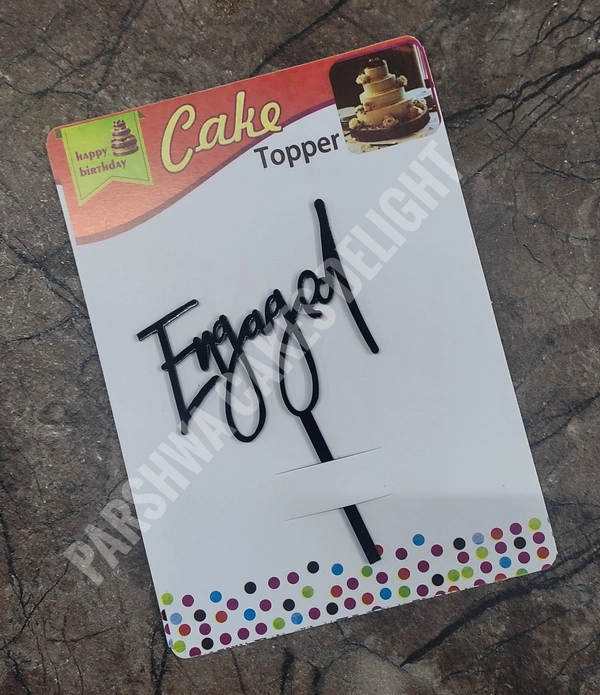 happy
birthday
Cake
Topper
Engaged
PARSHWA CAKES DELIGHT